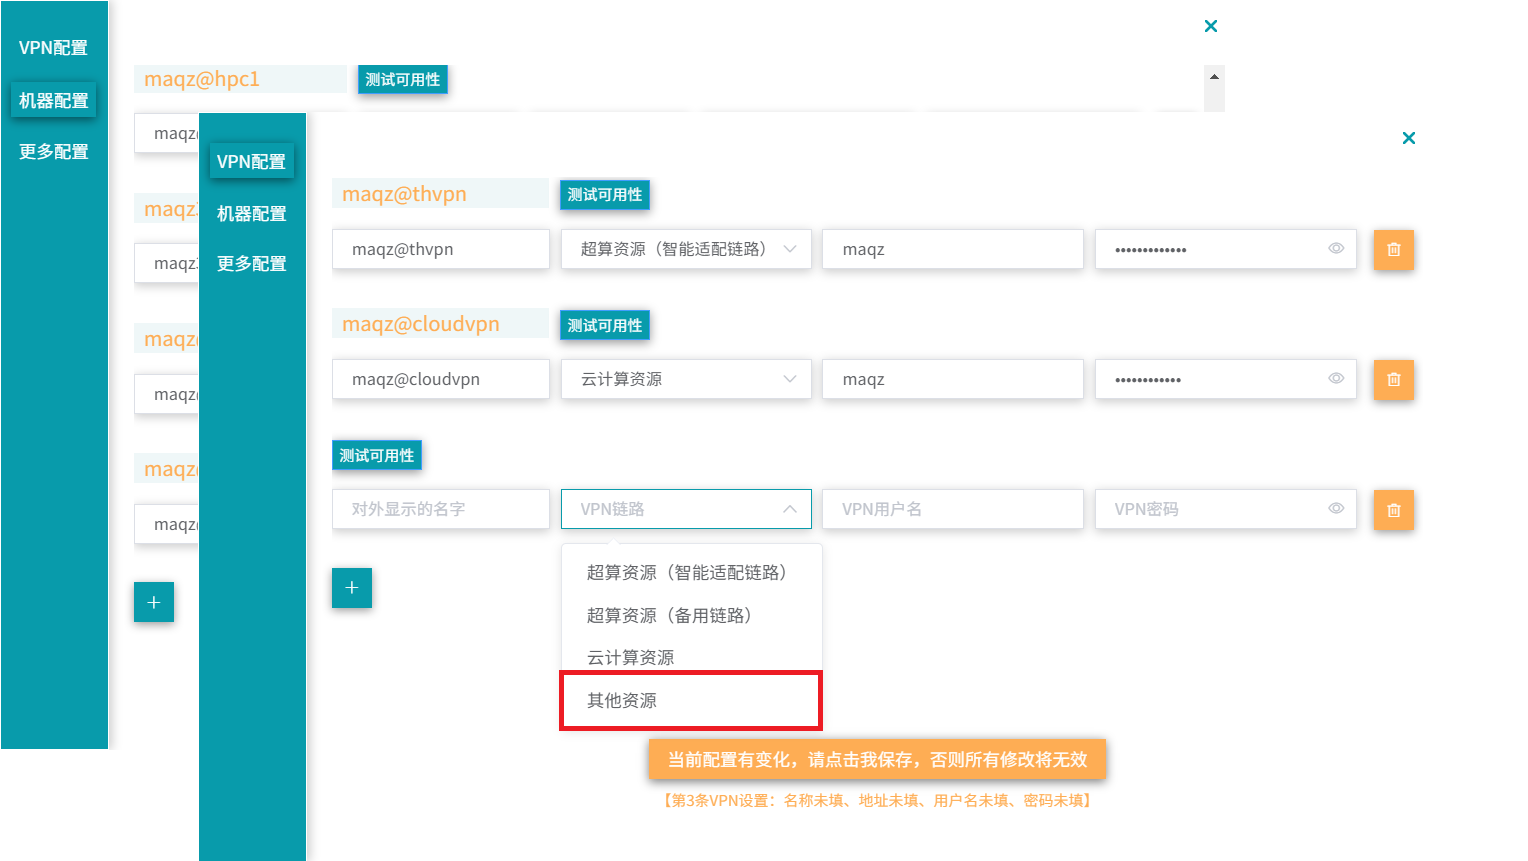 VPN配置
机器配置
更多配置
maqz@hpc1
测试可用性
maqz
maqz
maqz
maqz
maqz
maqz
maqz
VPN配置
机器配置
更多配置
maqz@thvpn
测试可用性
maqz@thvpn
超算资源（智能适配链路）
maqz
•••••••••••••
maqz@cloudvpn
测试可用性
maqz@cloudvpn
云计算资源
maqz
••••••••••••
测试可用性
对外显示的名字
VPN链路
VPN用户名
VPN密码
超算资源（智能适配链路）
超算资源（备用链路）
云计算资源
其他资源
当前配置有变化，请点击我保存，否则所有修改将无效
【第3条VPN设置：名称未填、地址未填、用户名未填、密码未填】